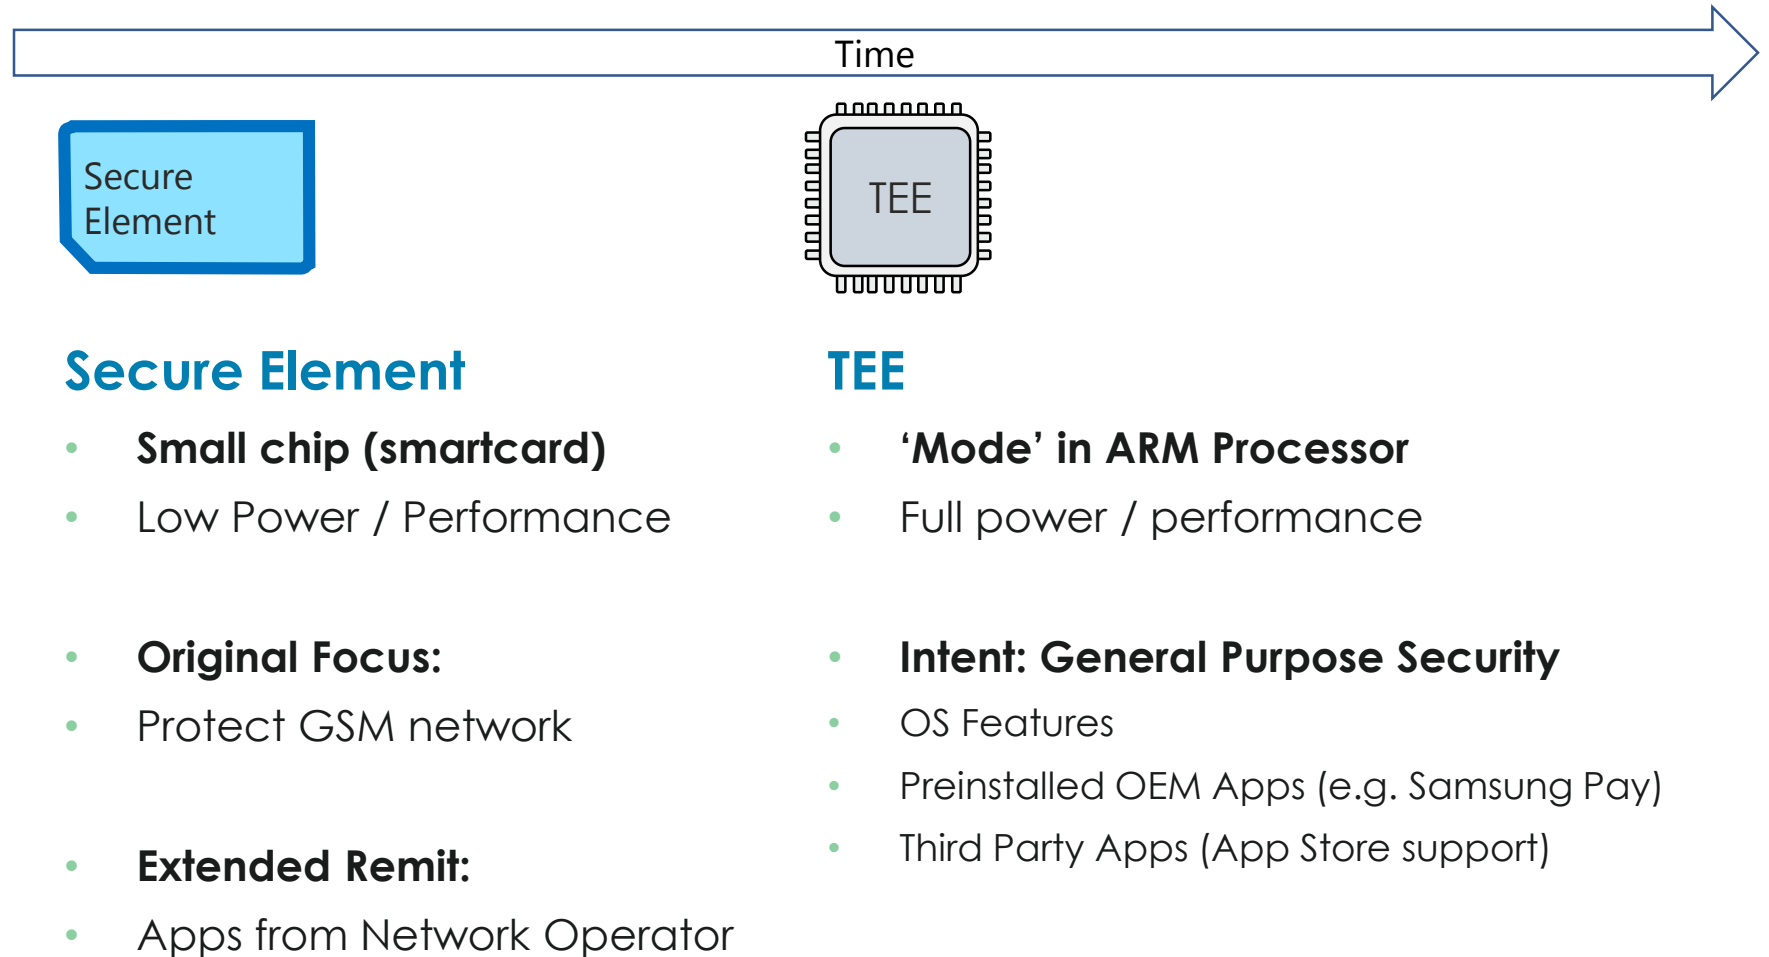 Time
Secure
Element
TEE
Secure Element
• Small chip (smartcard)
• Low Power / Performance
• Original Focus:
• Protect GSM network
• Extended Remit:
• Apps from Network Operator
TEE
• ‘Mode’ in ARM Processor
• Full power / performance
• Intent: General Purpose Security
• OS Features
• Preinstalled OEM Apps (e.g. Samsung Pay)
• Third Party Apps (App Store support)